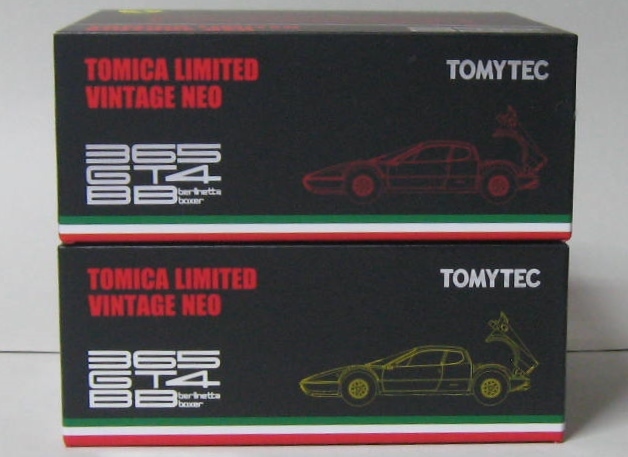 TOMICA LIMITED
VINTAGE NEO
TOMYTEC
365
GT4
BB berlinetta
boxer
TOMICA LIMITED
VINTAGE NEO
TOMYTEC
365
GT4
BB berlinetta
boxer